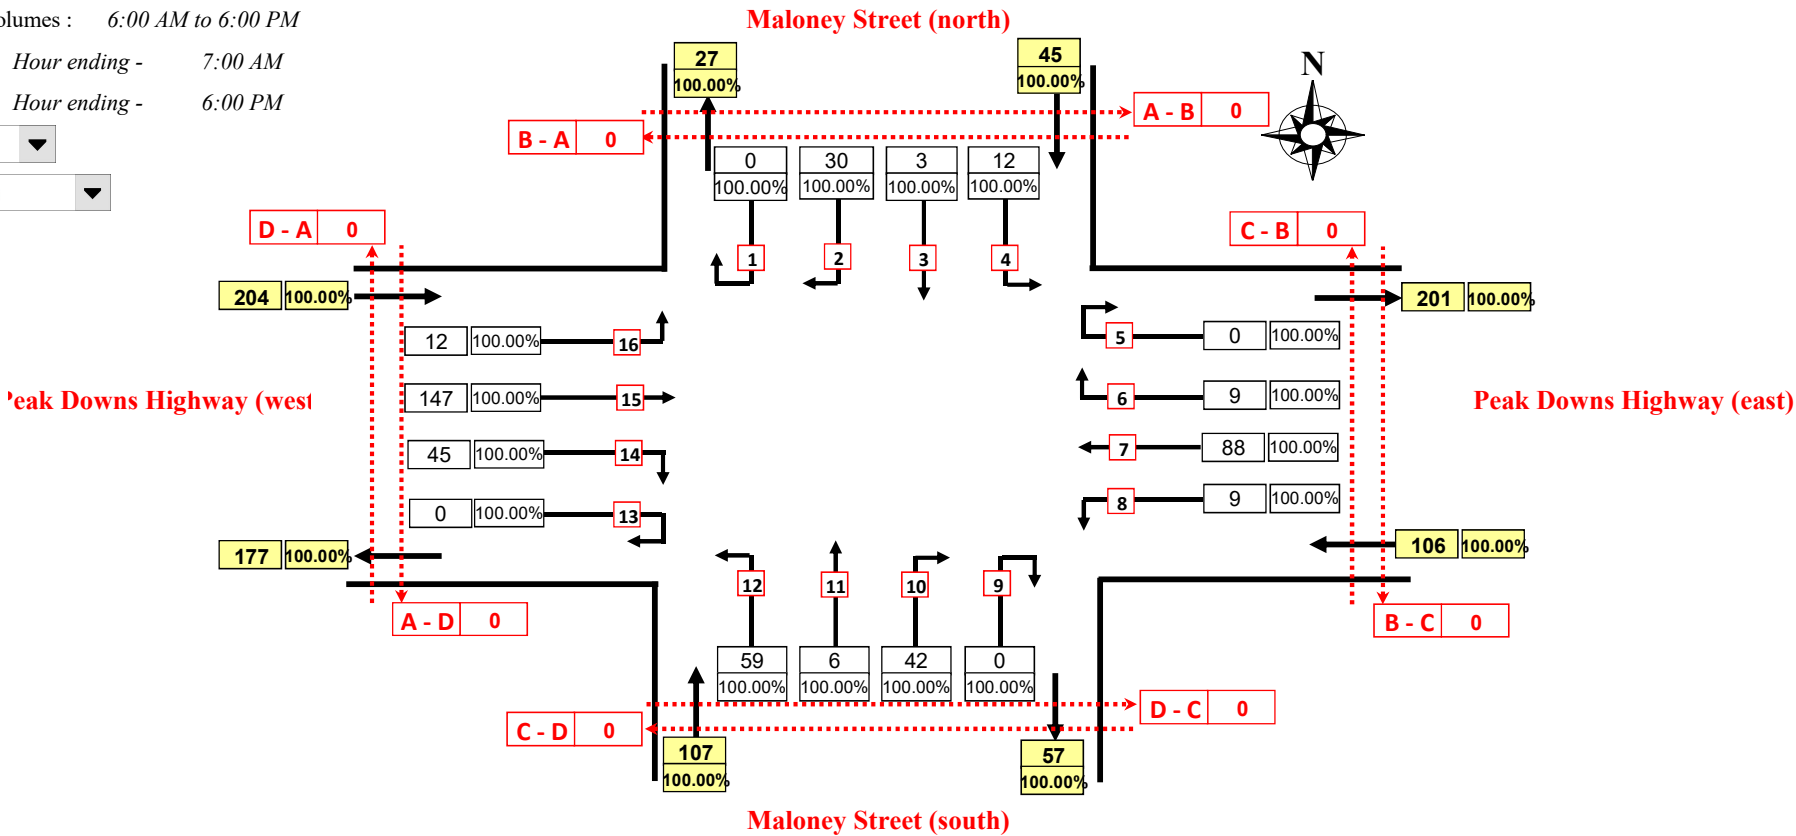 olumes : 6:00 AM to 6:00 PM
Hour ending - 7:00 AM
Hour ending - 6:00 PM
Maloney Street (north)
27
100.00%
45
100.00%
N
A - B 0
B - A 0
0
100.00%
30
100.00%
3
100.00%
12
100.00%
D - A 0
C - B 0
1
2
3
4
204 100.00%
201 100.00%
12 100.00% 16
5 0 100.00%
147 100.00% 15
6 9 100.00%
Peak Downs Highway (west
Peak Downs Highway (east)
45 100.00% 14
7 88 100.00%
0 100.00% 13
8 9 100.00%
177 100.00%
106 100.00%
12
11
10
9
A - D 0
B - C 0
59
100.00%
6
100.00%
42
100.00%
0
100.00%
D - C 0
C - D 0
107
100.00%
57
100.00%
Maloney Street (south)